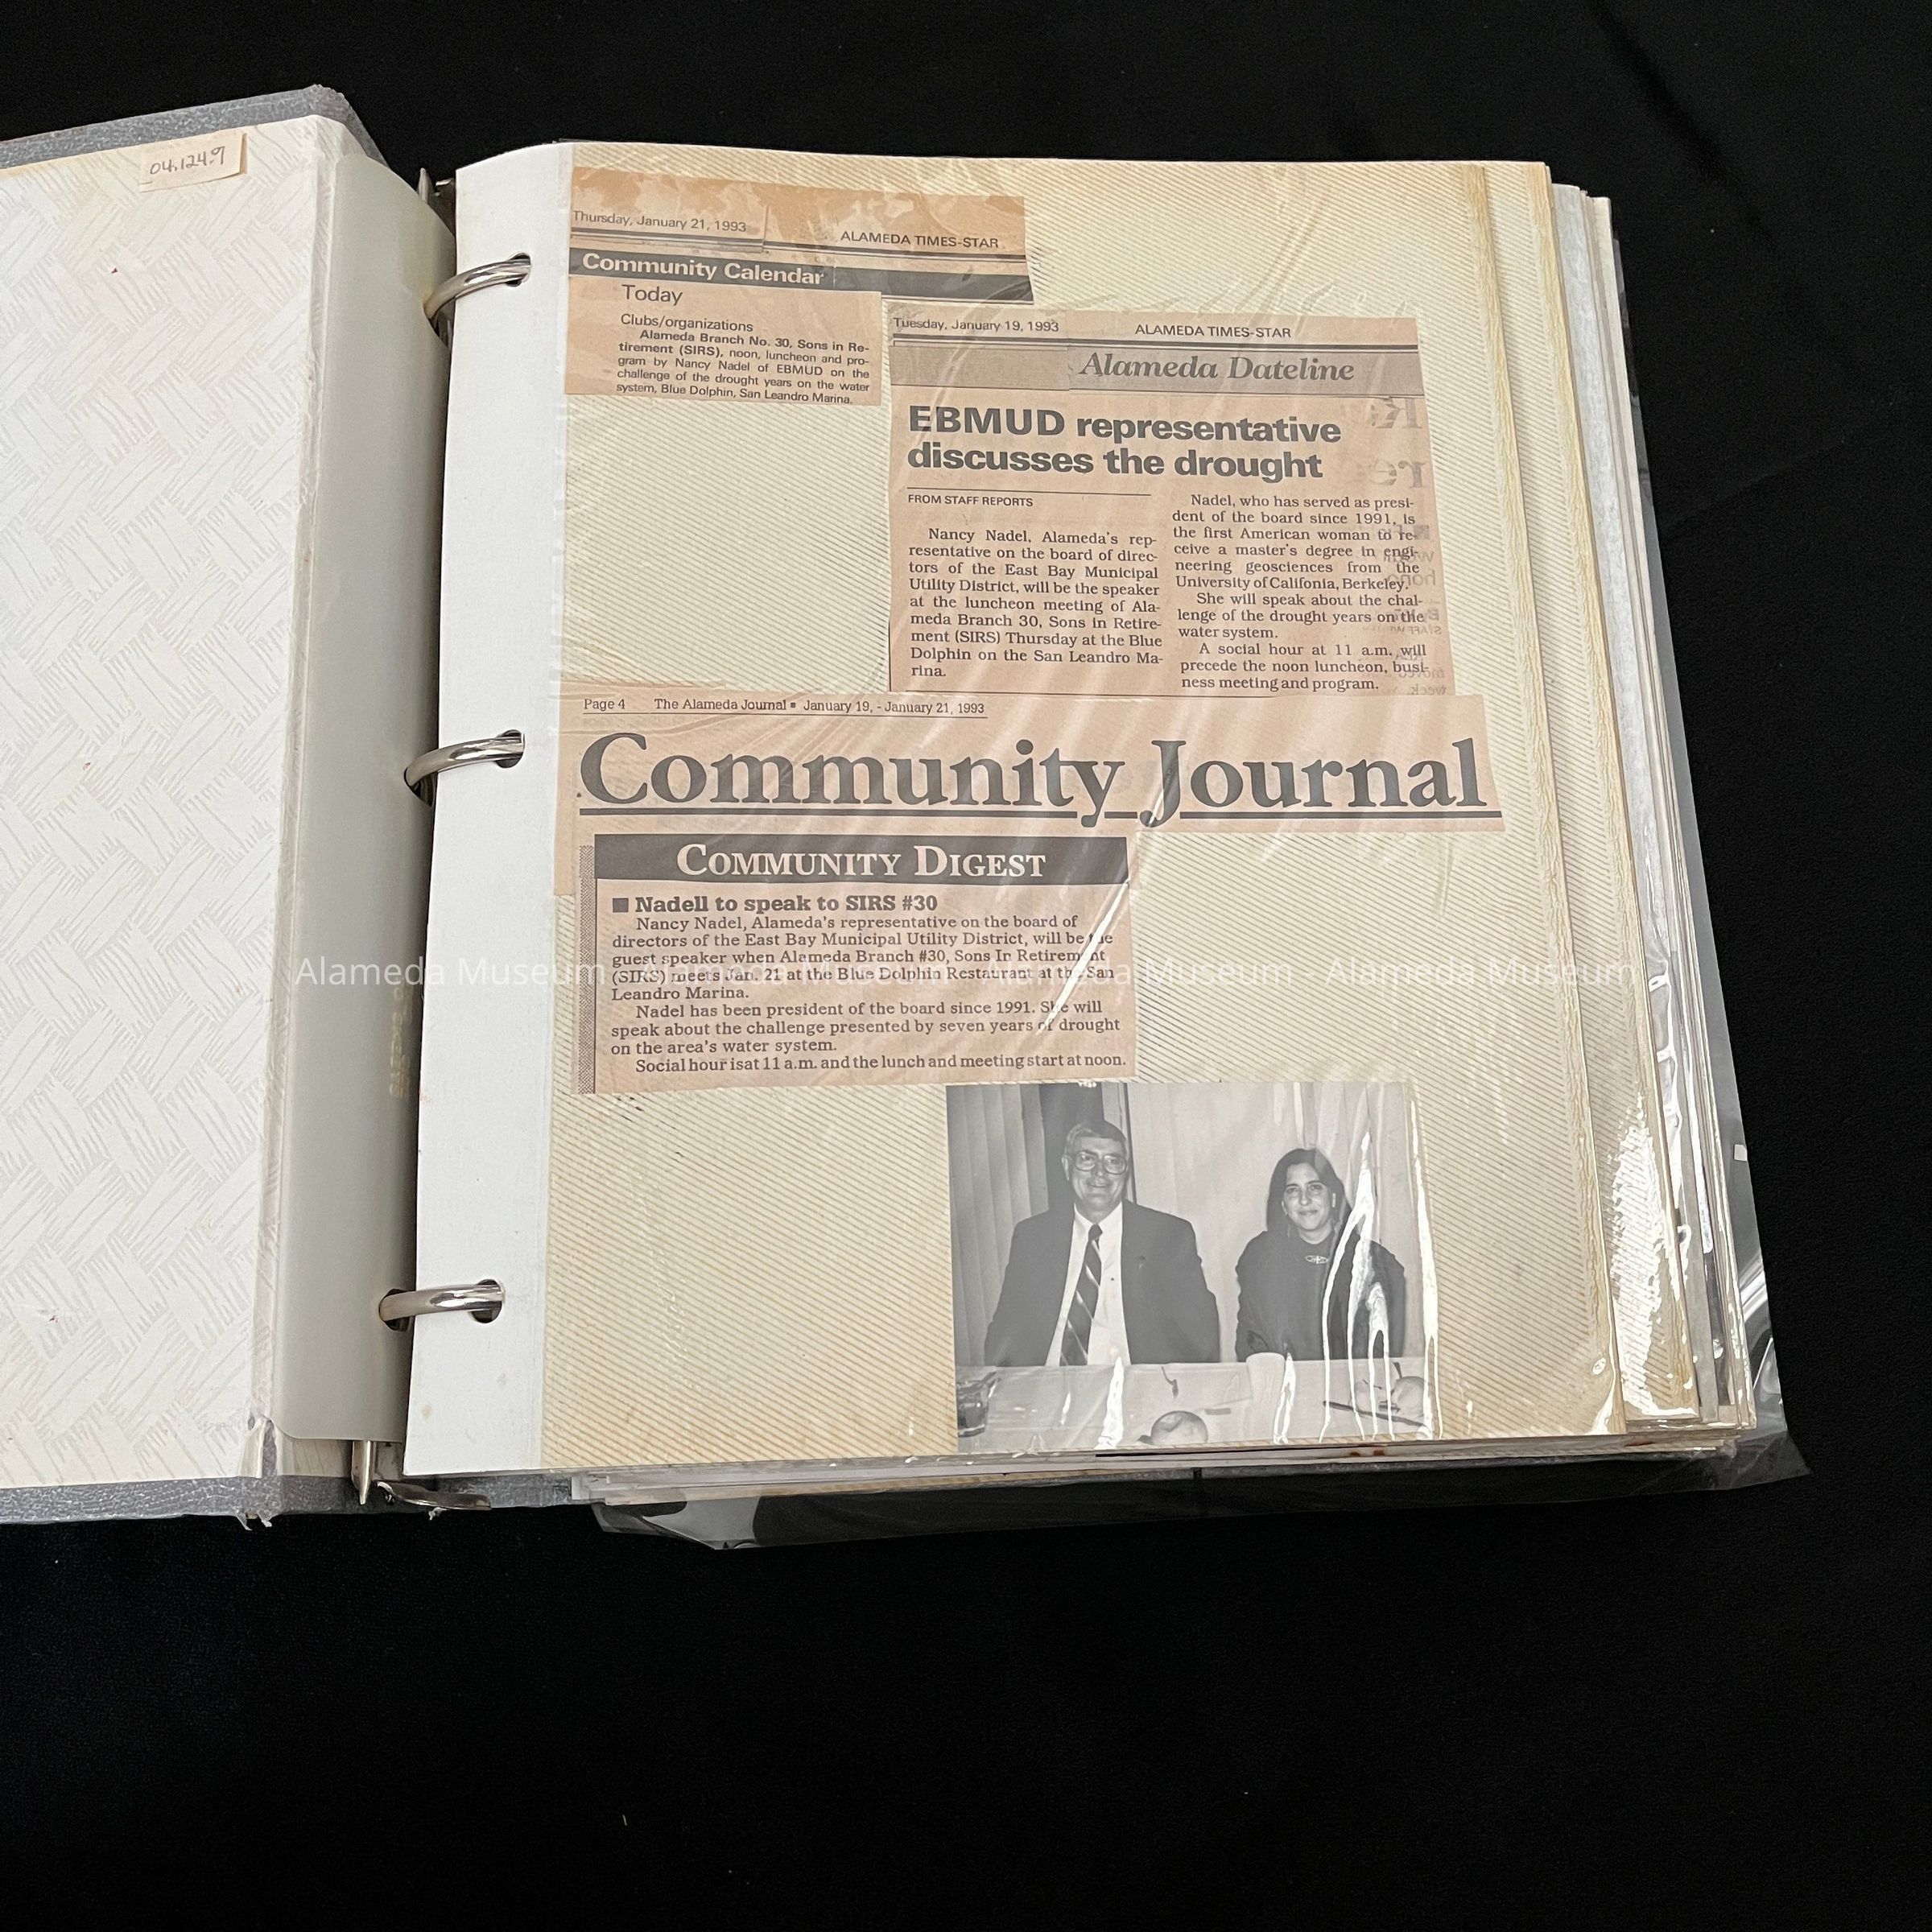 04.124.9
Thursday, January 21, 1993
ALAMEDA TIMES-STAR
Community Calendar
Today
Clubs/organizations
Alameda Branch No. 30, Sons in Re-
tirement (SIRS), noon, luncheon and pro-
gram by Nancy Nadel of EBMUD on the
challenge of the drought years on the water
system, Blue Dolphin, San Leandro Marina.
Tuesday, January 19, 1993
ALAMEDA TIMES-STAR
Alameda Dateline
EBMUD representative
discusses the drought
FROM STAFF REPORTS
Nancy Nadel, Alameda's rep-
resentative on the board of direc-
tors of the East Bay Municipal
Utility District, will be the speaker
at the luncheon meeting of Ala-
meda Branch 30, Sons in Retire-
ment (SIRS) Thursday at the Blue
Dolphin on the San Leandro Ma-
rina.
Nadel, who has served as presi-
dent of the board since 1991, is
the first American woman to re-
ceive a master's degree in engi-
neering geosciences from the
University of Califonia, Berkeley.
She will speak about the chal-
lenge of the drought years on the
water system.
A social hour at 11 a.m. will
precede the noon luncheon, busi-
ness meeting and program.
Page 4 The Alameda Journal ▪ January 19, - January 21, 1993
Community Journal
COMMUNITY DIGEST
■ Nadell to speak to SIRS #30
Nancy Nadel, Alameda's representative on the board of
directors of the East Bay Municipal Utility District, will be the
guest speaker when Alameda Branch #30, Sons In Retirement
(SIRS) meets Jan. 21 at the Blue Dolphin Restaurant at the San
Leandro Marina.
Nadel has been president of the board since 1991. She will
speak about the challenge presented by seven years of drought
on the area's water system.
Social hour isat 11 a.m. and the lunch and meeting start at noon.
Alameda Museum Alameda Museum Alameda Museum Alameda Museum